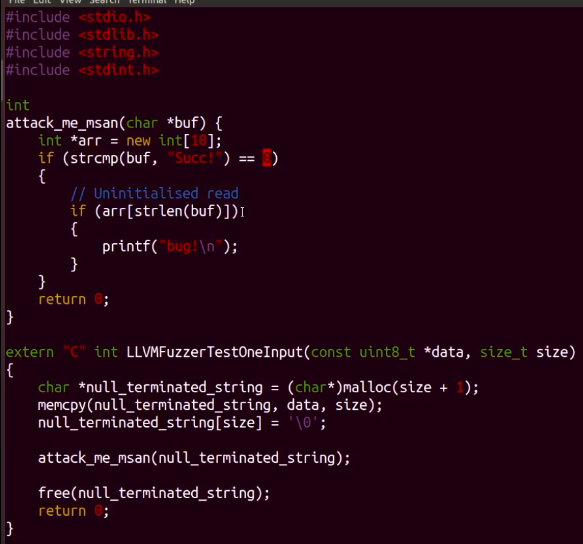 File Edit View Search Terminal Help
#include <stdio.h>
#include <stdlib.h>
#include <string.h>
#include <stdint.h>
int
attack_me_msan(char *buf) {
    int *arr = new int[10];
    if (strcmp(buf, "Succ!") == 0)
    {
        // Uninitialised read
        if (arr[strlen(buf)])
        {
            printf("bug!\n");
        }
    }
    return 0;
}
extern "C" int LLVMFuzzerTestOneInput(const uint8_t *data, size_t size)
{
    char *null_terminated_string = (char*)malloc(size + 1);
    memcpy(null_terminated_string, data, size);
    null_terminated_string[size] = '\0';
    attack_me_msan(null_terminated_string);
    free(null_terminated_string);
    return 0;
}